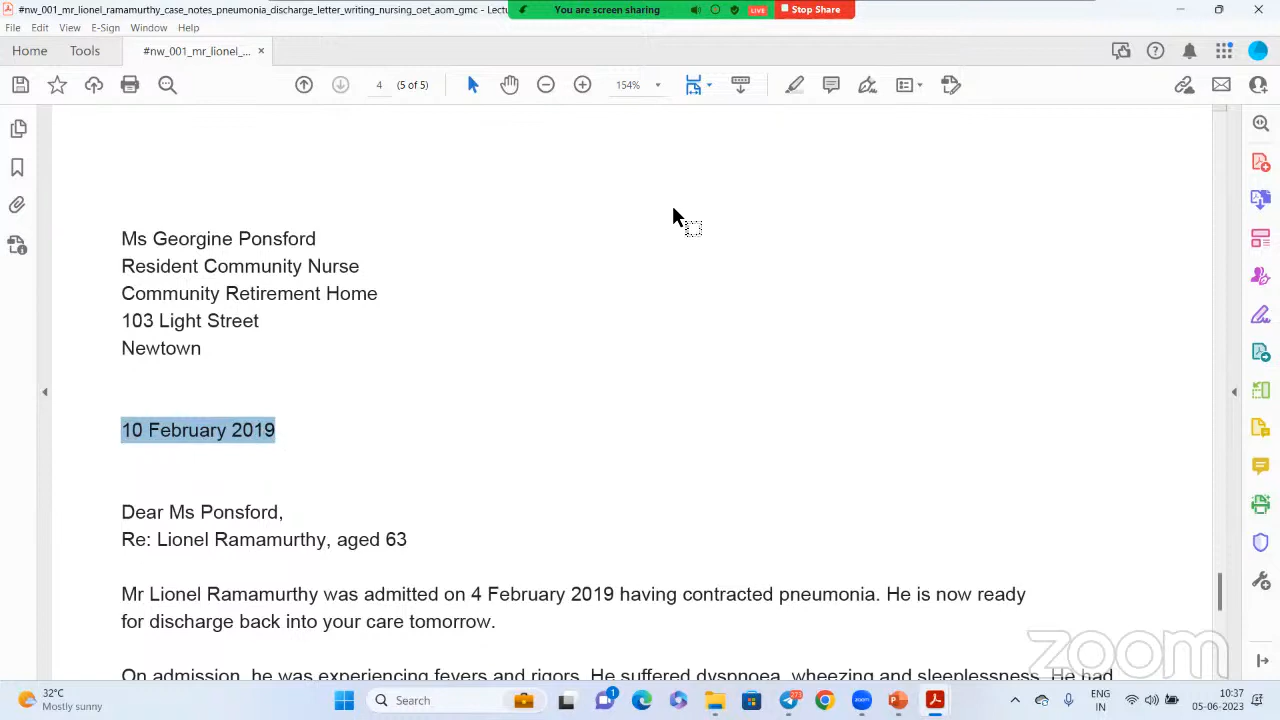 #nw_001_mr_lionel_ramamurthy_case_notes_pneumonia_discharge_letter_writing_nursing_oet_aom_gmc - Lectu
You are screen sharing
LIVE
Stop Share
File Edit View E-Sign Window Help
Home Tools #nw_001_mr_lionel_...
4 (5 of 5) 154%
Ms Georgine Ponsford
Resident Community Nurse
Community Retirement Home
103 Light Street
Newtown
10 February 2019
Dear Ms Ponsford,
Re: Lionel Ramamurthy, aged 63
Mr Lionel Ramamurthy was admitted on 4 February 2019 having contracted pneumonia. He is now ready
for discharge back into your care tomorrow.
On admission, he was experiencing fevers and rigors. He suffered dyspnoea, wheezing and sleeplessness. He had
zoom
32°C
Mostly sunny
Search
1
273
zoom
ENG
IN
10:37
05-06-2023